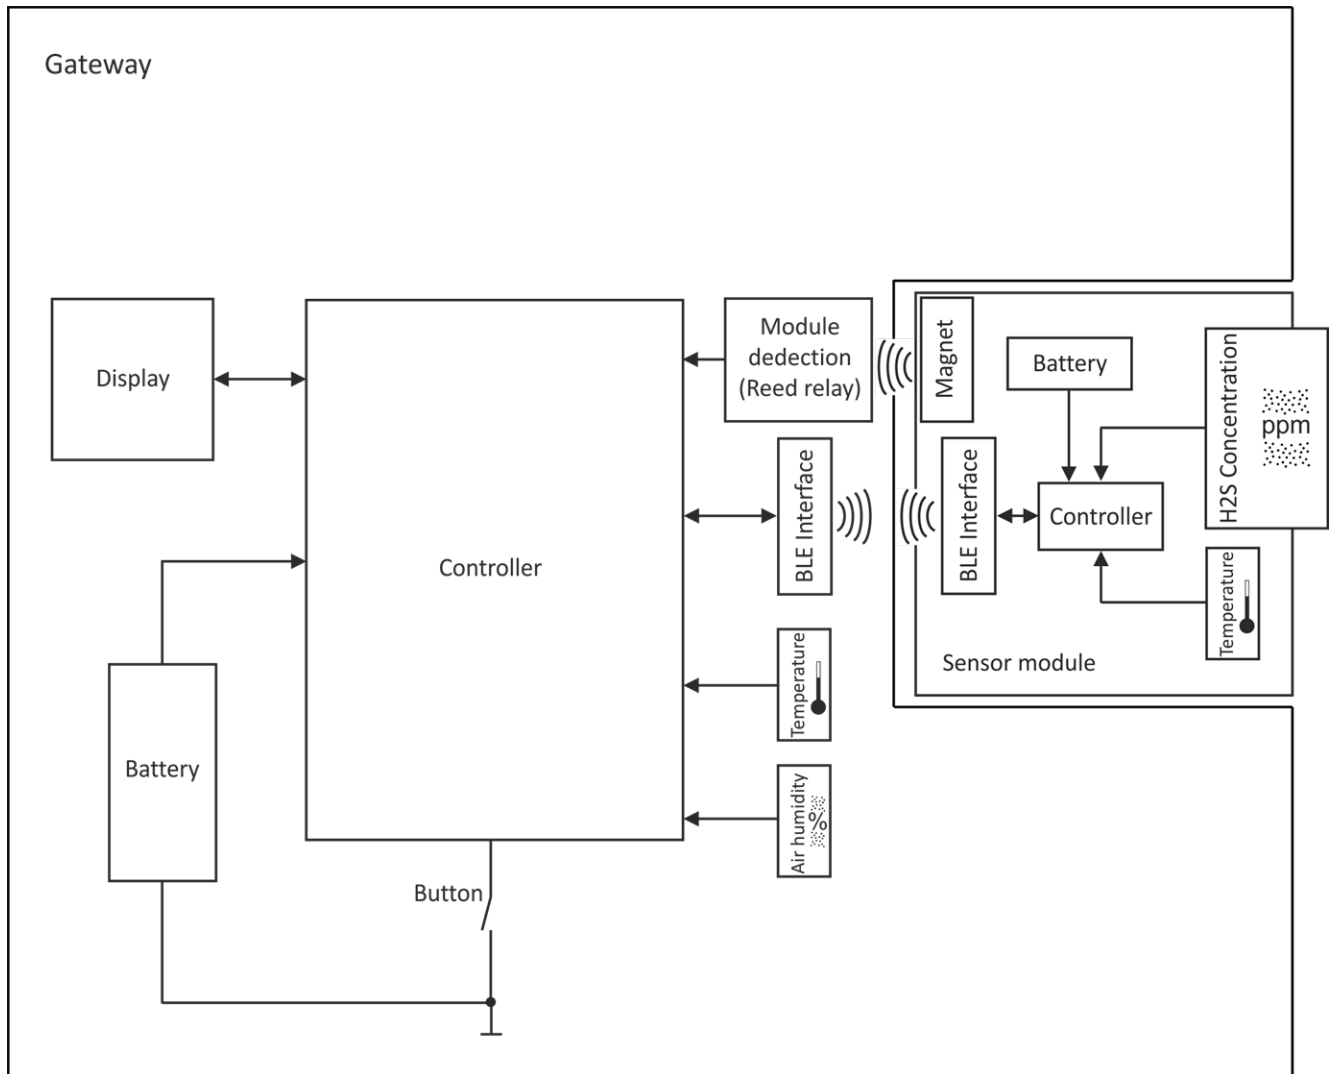 Gateway
Display
Controller
Module
dedection
(Reed relay)
Magnet
Battery
H2S Concentration
ppm
BLE Interface
BLE Interface
Controller
Temperature
Sensor module
Temperature
Battery
Air humidity
%
Button